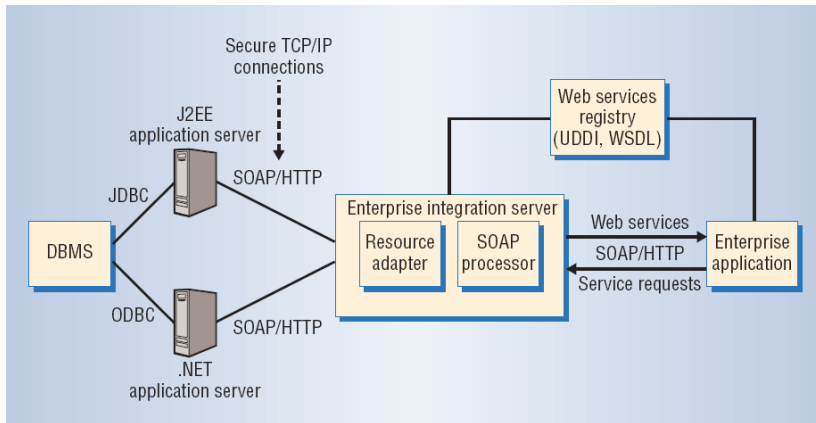 Secure TCP/IP
connections
J2EE
application server
JDBC
SOAP/HTTP
DBMS
ODBC
SOAP/HTTP
.NET
application server
Enterprise integration server
Resource
adapter
SOAP
processor
Web services
registry
(UDDI, WSDL)
Web services
SOAP/HTTP
Service requests
Enterprise
application